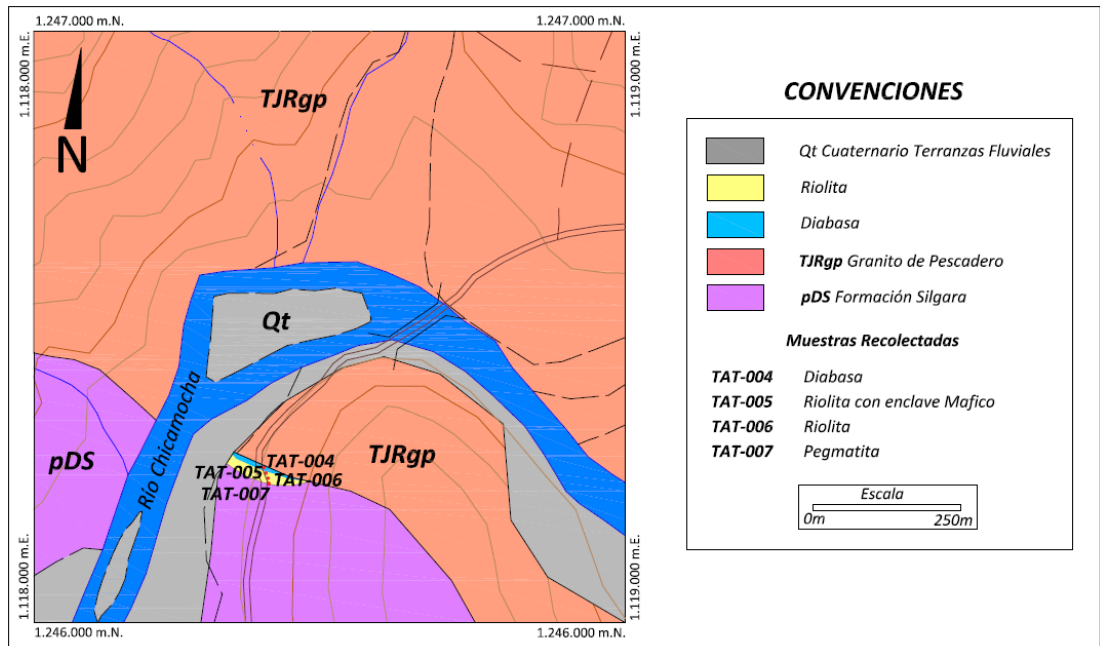 1.247.000 m.N.
1.247.000 m.N.
1.118.000 m.E.
1.119.000 m.E.
N
TJRgp
Qt
Río Chicamocha
pDS
TJRgp
TAT-004
TAT-005
TAT-006
TAT-007
1.118.000 m.E.
1.119.000 m.E.
1.246.000 m.N.
1.246.000 m.N.
CONVENCIONES
Qt Cuaternario Terranzas Fluviales
Riolita
Diabasa
TJRgp Granito de Pescadero
pDS Formación Silgara
Muestras Recolectadas
TAT-004 Diabasa
TAT-005 Riolita con enclave Mafico
TAT-006 Riolita
TAT-007 Pegmatita
Escala
0m 250m